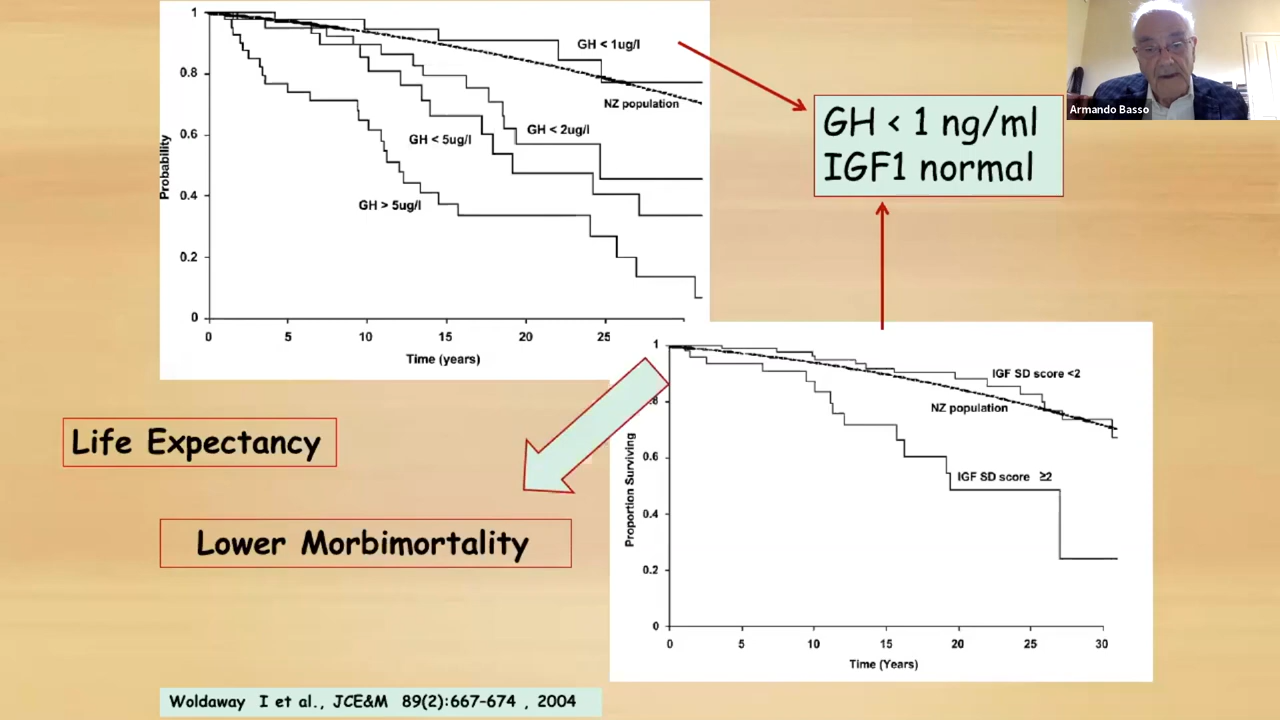 1
0.8
0.6
0.4
0.2
0
Probability
GH < 1ug/l
NZ population
GH < 2ug/l
GH < 5ug/l
GH > 5ug/l
0 5 10 15 20 25
Time (years)
GH < 1 ng/ml
IGF1 normal
Armando Basso
Life Expectancy
Lower Morbimortality
1
.8
0.6
0.4
0.2
0
Proportion Surviving
IGF SD score <2
NZ population
IGF SD score ≥2
0 5 10 15 20 25 30
Time (Years)
Woldaway I et al., JCE&M 89(2):667-674 , 2004